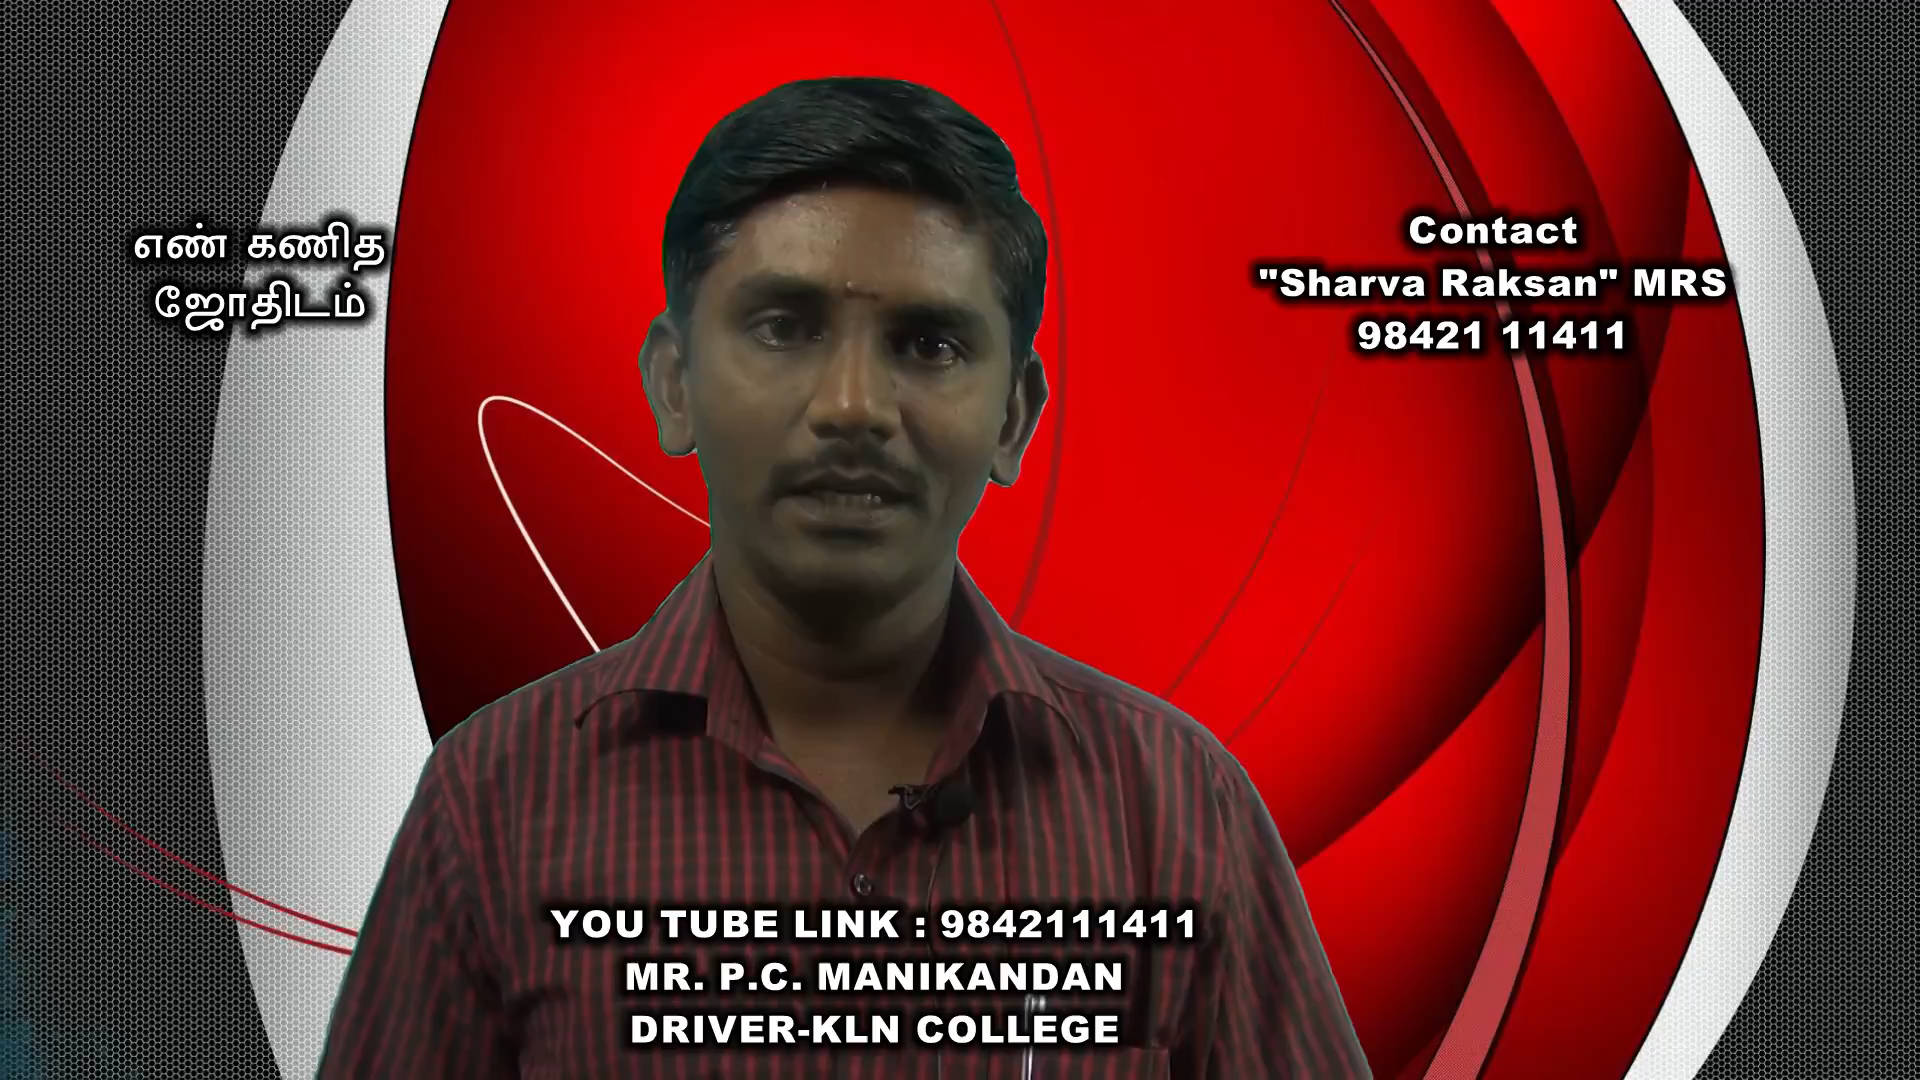 எண் கணித
ஜோதிடம்
Contact
"Sharva Raksan" MRS
98421 11411
YOU TUBE LINK : 9842111411
MR. P.C. MANIKANDAN
DRIVER-KLN COLLEGE